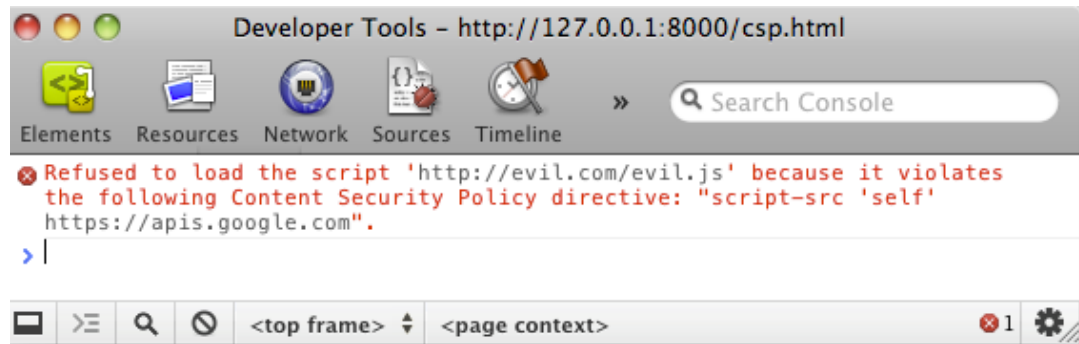 Developer Tools – http://127.0.0.1:8000/csp.html
Elements Resources Network Sources Timeline » Search Console
Refused to load the script 'http://evil.com/evil.js' because it violates
the following Content Security Policy directive: "script-src 'self'
https://apis.google.com".
<top frame> <page context> 1